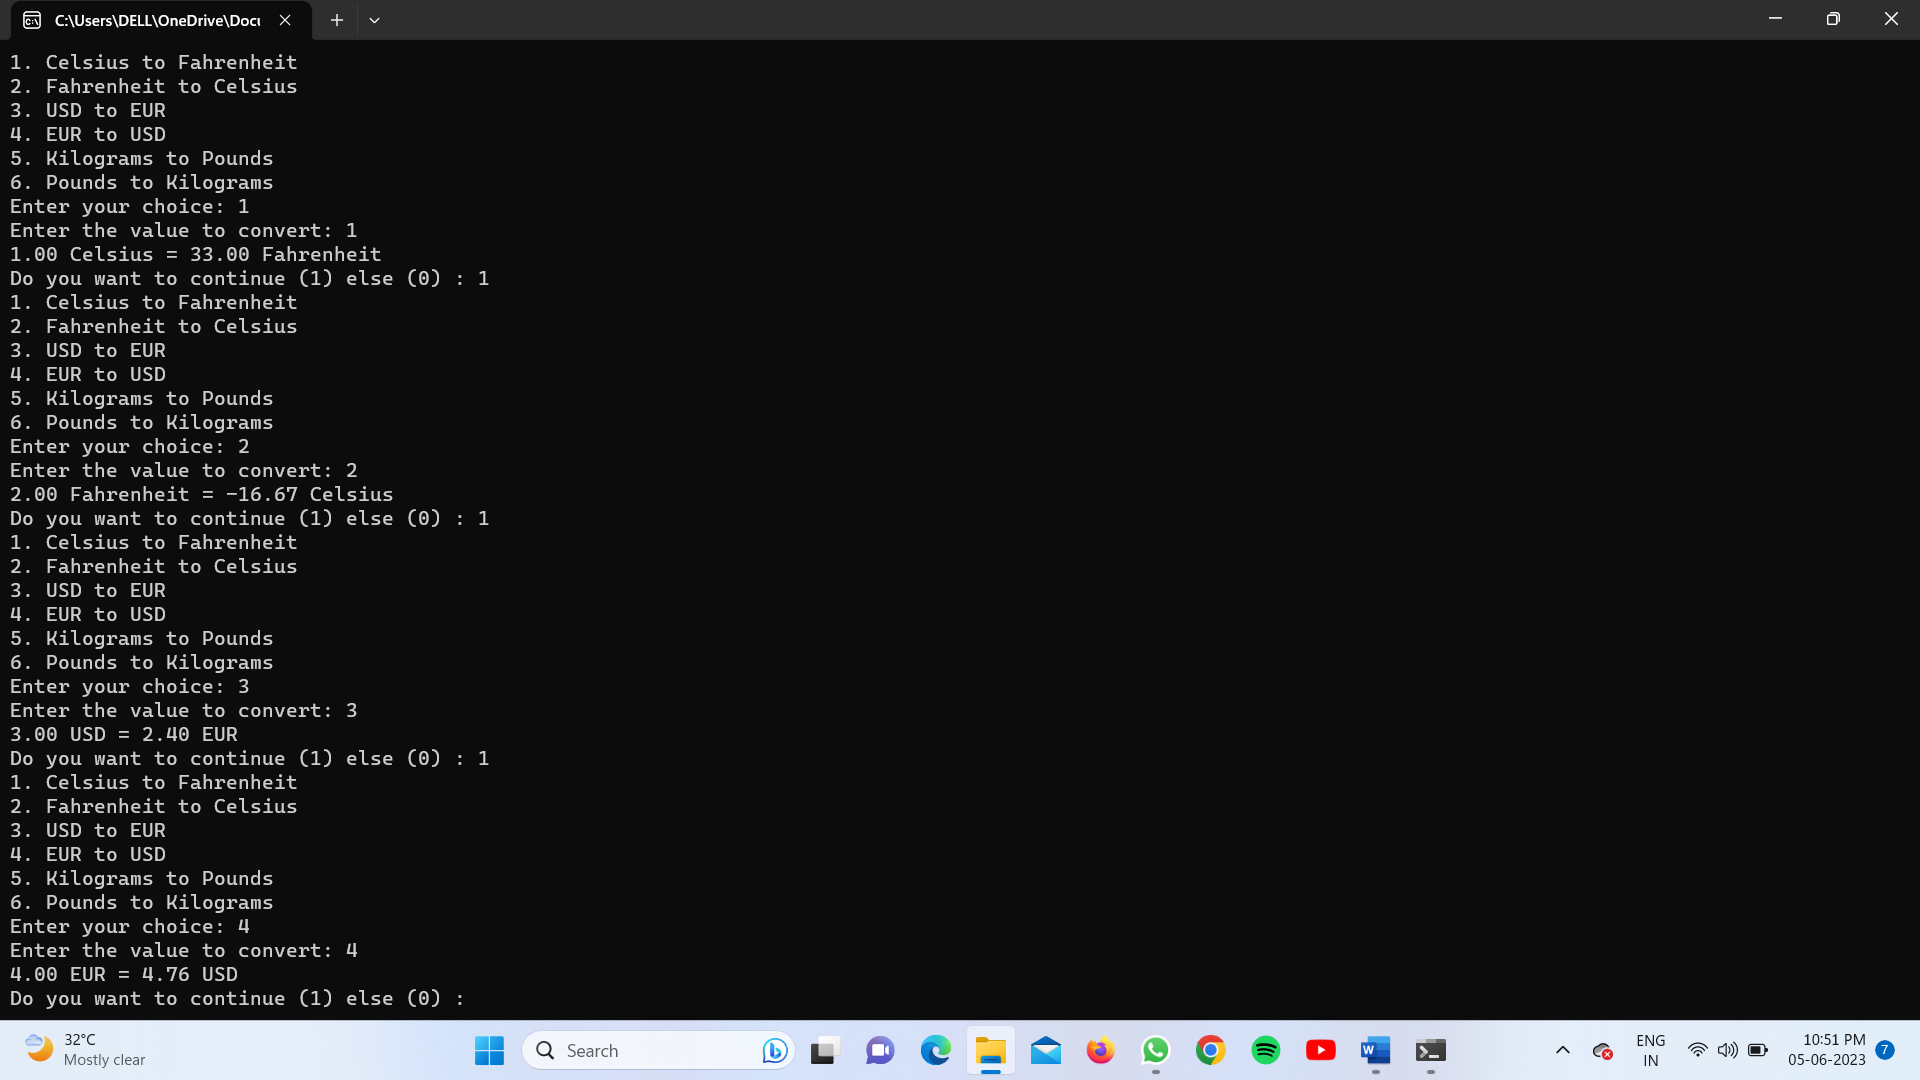 C:\Users\DELL\OneDrive\Docu
1. Celsius to Fahrenheit
2. Fahrenheit to Celsius
3. USD to EUR
4. EUR to USD
5. Kilograms to Pounds
6. Pounds to Kilograms
Enter your choice: 1
Enter the value to convert: 1
1.00 Celsius = 33.00 Fahrenheit
Do you want to continue (1) else (0) : 1
1. Celsius to Fahrenheit
2. Fahrenheit to Celsius
3. USD to EUR
4. EUR to USD
5. Kilograms to Pounds
6. Pounds to Kilograms
Enter your choice: 2
Enter the value to convert: 2
2.00 Fahrenheit = -16.67 Celsius
Do you want to continue (1) else (0) : 1
1. Celsius to Fahrenheit
2. Fahrenheit to Celsius
3. USD to EUR
4. EUR to USD
5. Kilograms to Pounds
6. Pounds to Kilograms
Enter your choice: 3
Enter the value to convert: 3
3.00 USD = 2.40 EUR
Do you want to continue (1) else (0) : 1
1. Celsius to Fahrenheit
2. Fahrenheit to Celsius
3. USD to EUR
4. EUR to USD
5. Kilograms to Pounds
6. Pounds to Kilograms
Enter your choice: 4
Enter the value to convert: 4
4.00 EUR = 4.76 USD
Do you want to continue (1) else (0) :
32°C
Mostly clear
Search
ENG
IN
10:51 PM
05-06-2023
7